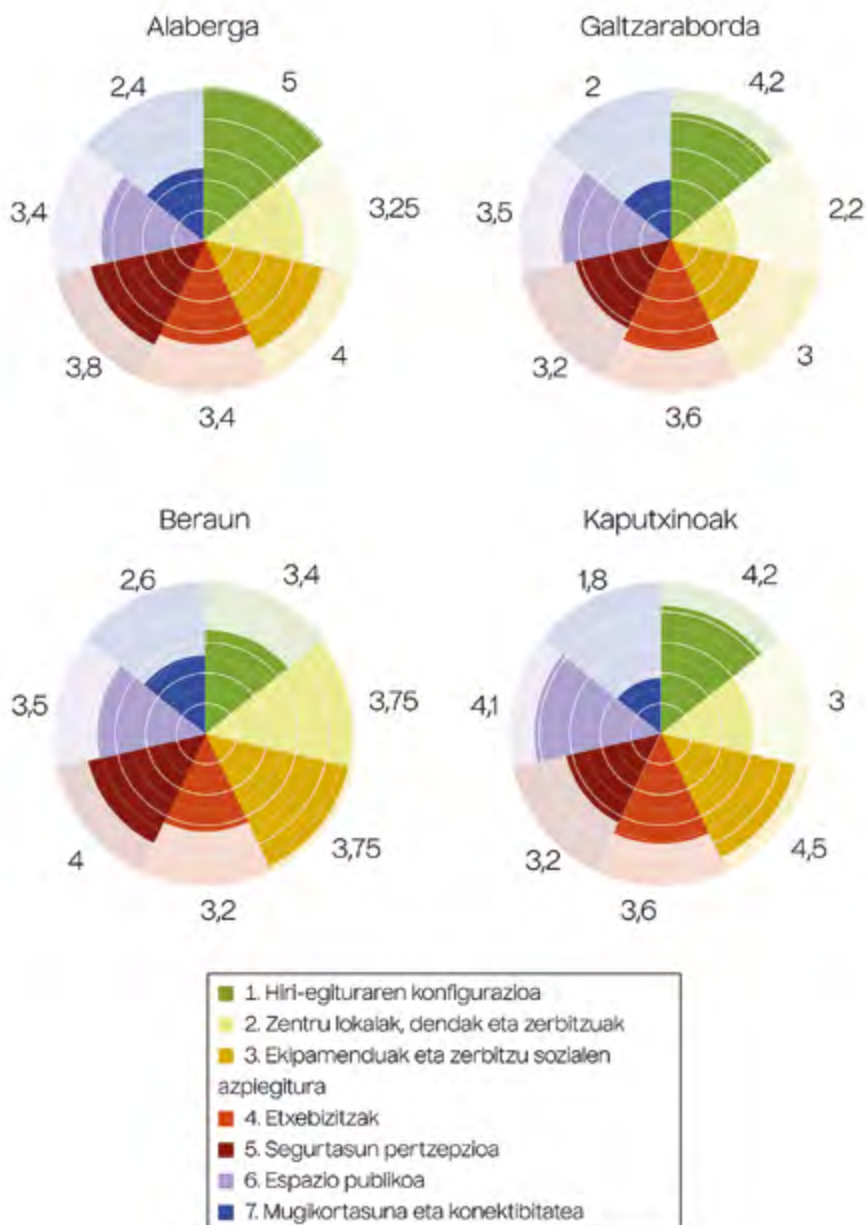 Alaberga
5
3,25
4
3,4
3,8
3,4
2,4
Galtzaraborda
4,2
2,2
3
3,6
3,2
3,5
2
Beraun
3,4
3,75
3,75
3,2
4
3,5
2,6
Kaputxinoak
4,2
3
4,5
3,6
3,2
4,1
1,8
1. Hiri-egituraren konfigurazioa
2. Zentru lokalak, dendak eta zerbitzuak
3. Ekipamenduak eta zerbitzu sozialen
azpiegitura
4. Etxebizitzak
5. Segurtasun pertzepzioa
6. Espazio publikoa
7. Mugikortasuna eta konektibitatea